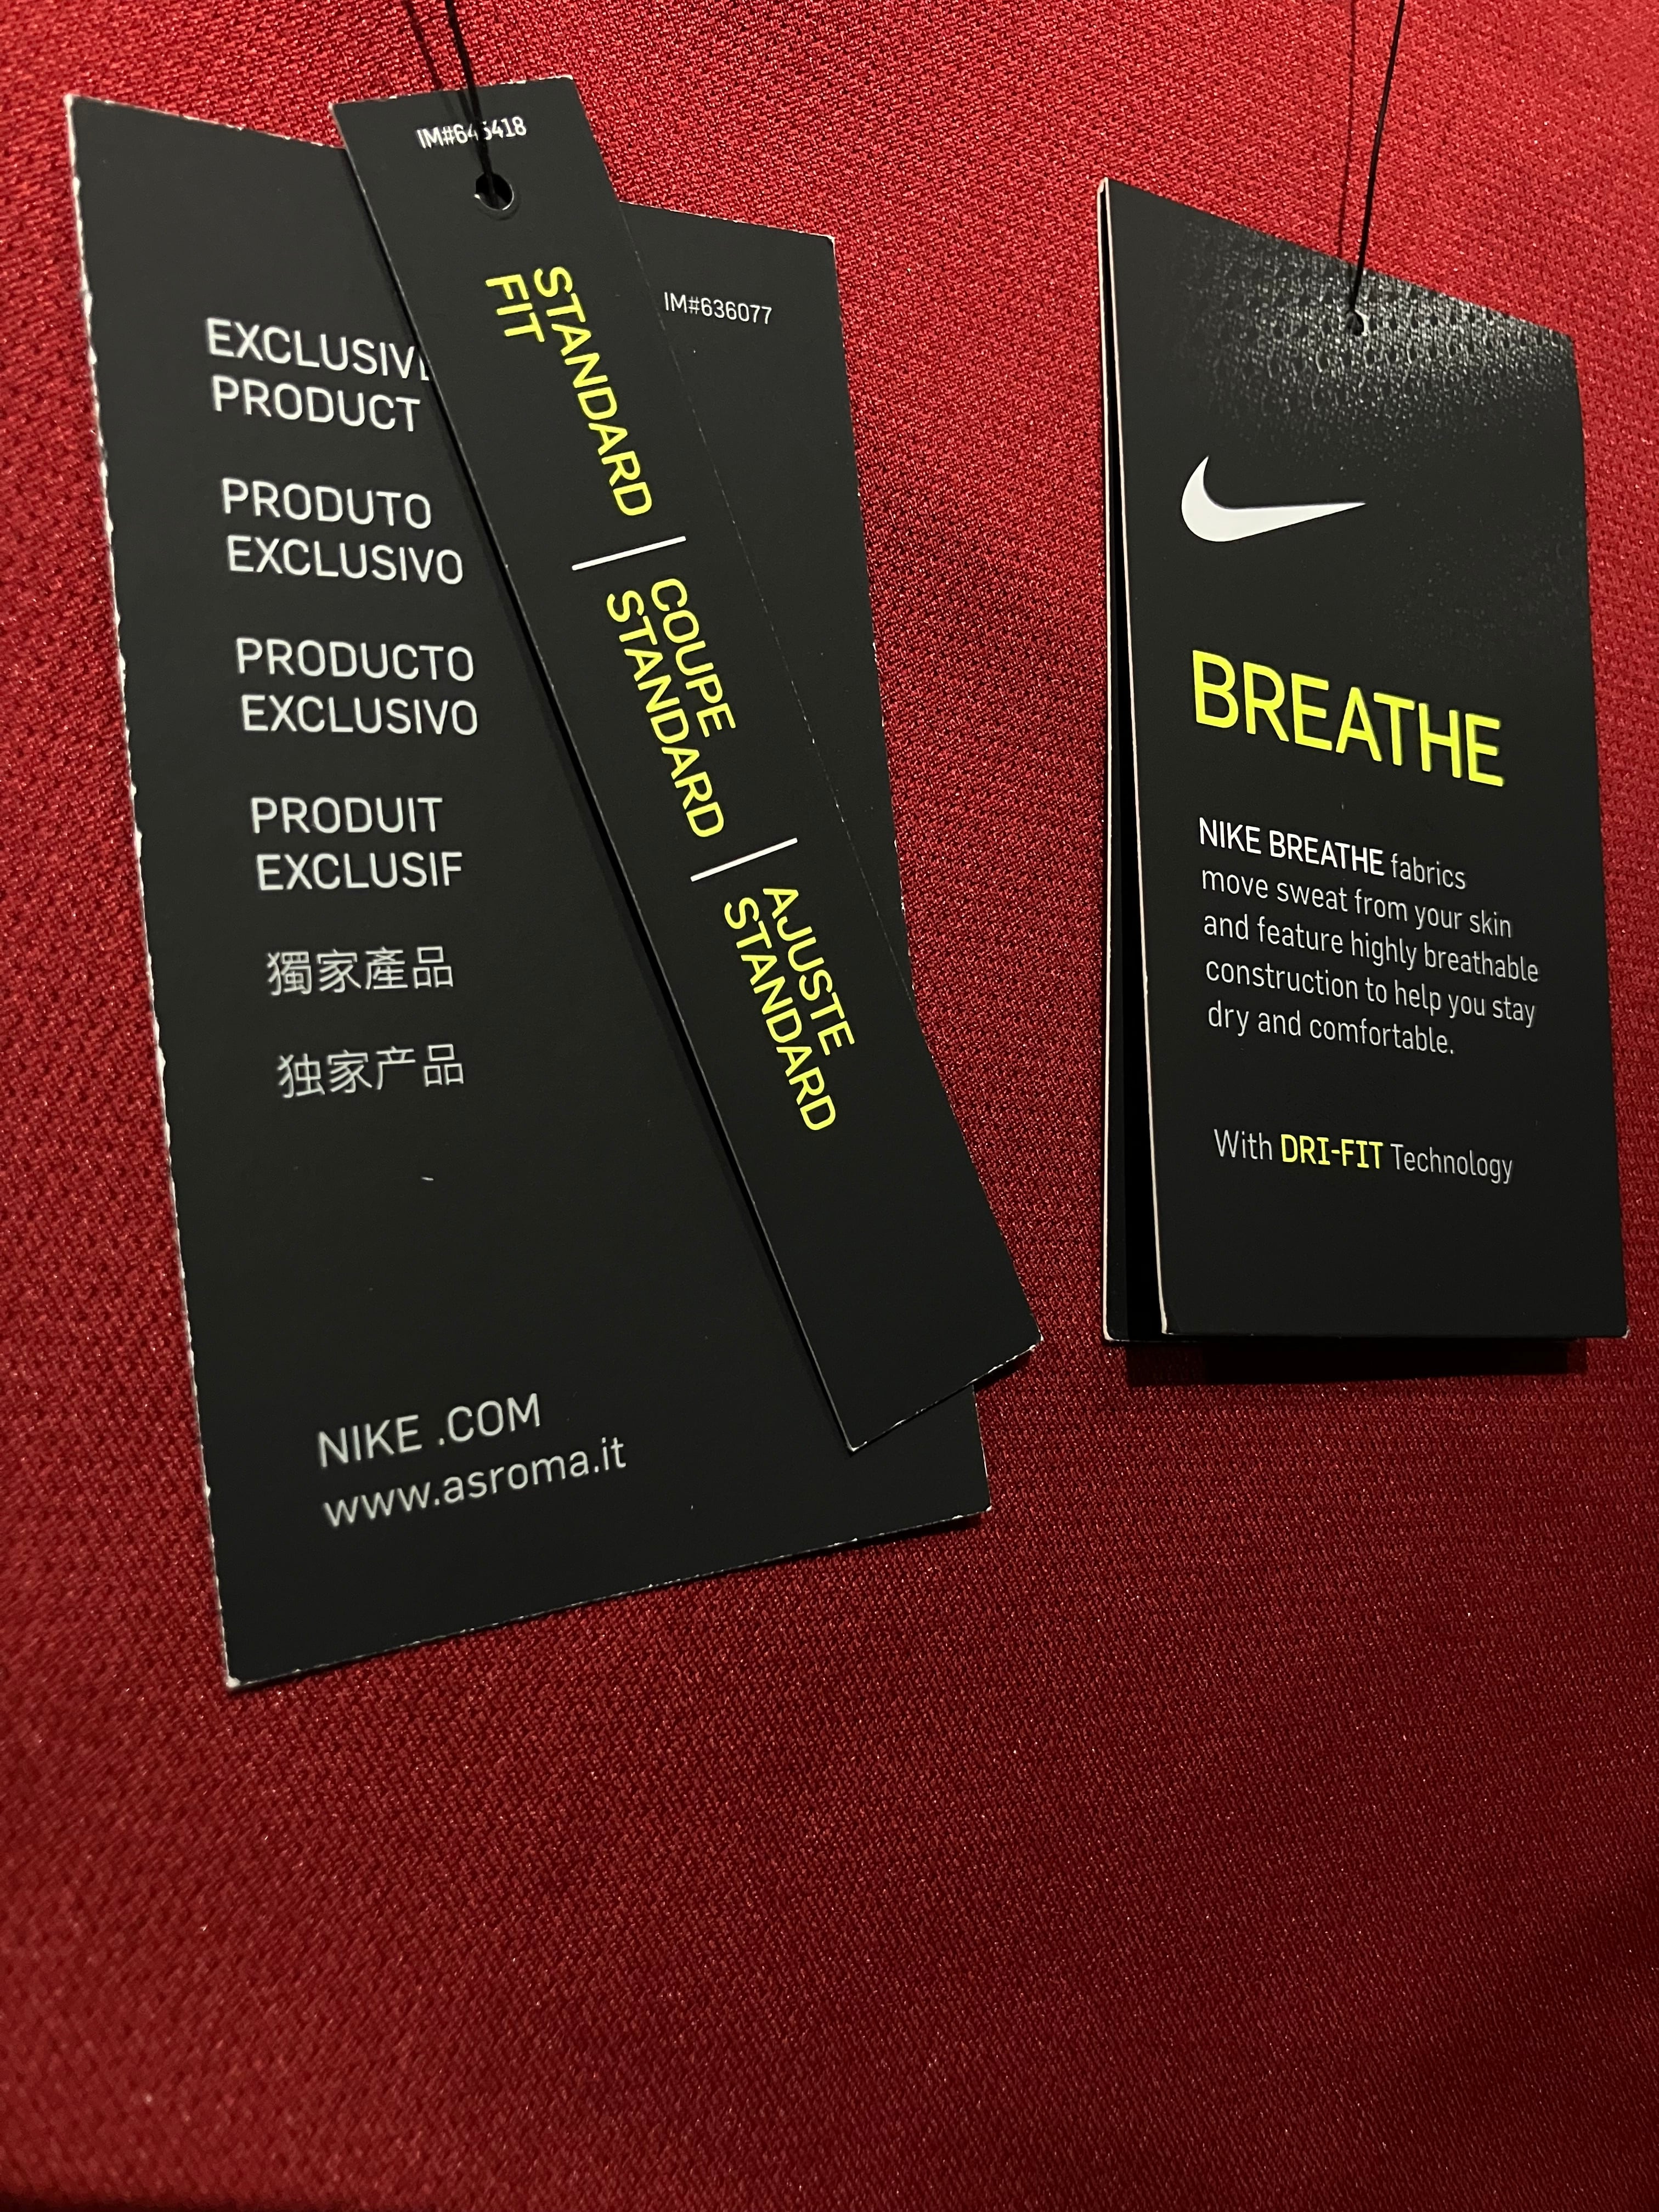 EXCLUSIVE
PRODUCT
PRODUTO
EXCLUSIVO
PRODUCTO
EXCLUSIVO
PRODUIT
EXCLUSIF
獨家產品
独家产品
NIKE .COM
www.asroma.it
STANDARD
FIT
COUPE
STANDARD
AJUSTE
STANDARD
IM#636077
BREATHE
NIKE BREATHE fabrics
move sweat from your skin
and feature highly breathable
construction to help you stay
dry and comfortable.
With DRI-FIT Technology